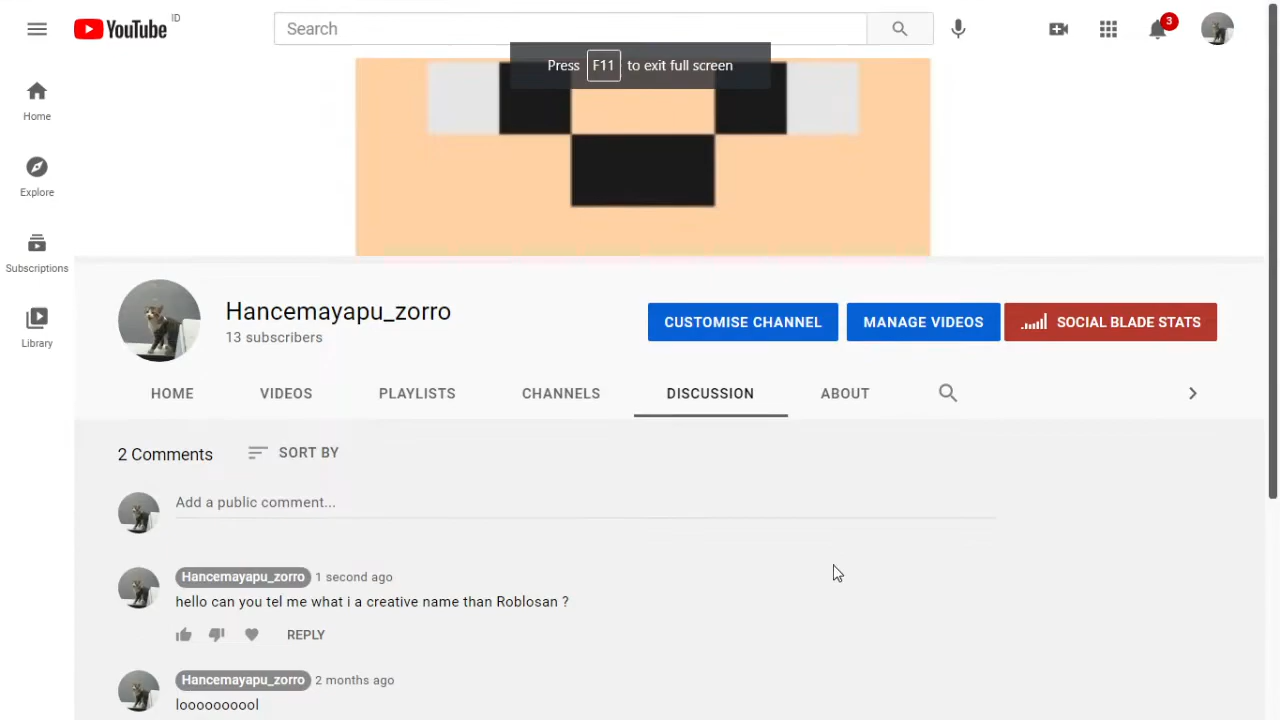 YouTube ID
Search
3
Press F11 to exit full screen
Home
Explore
Subscriptions
Library
Hancemayapu_zorro
13 subscribers
CUSTOMISE CHANNEL
MANAGE VIDEOS
SOCIAL BLADE STATS
HOME VIDEOS PLAYLISTS CHANNELS DISCUSSION ABOUT
2 Comments SORT BY
Add a public comment...
Hancemayapu_zorro 1 second ago
hello can you tel me what i a creative name than Roblosan ?
REPLY
Hancemayapu_zorro 2 months ago
loooooooool